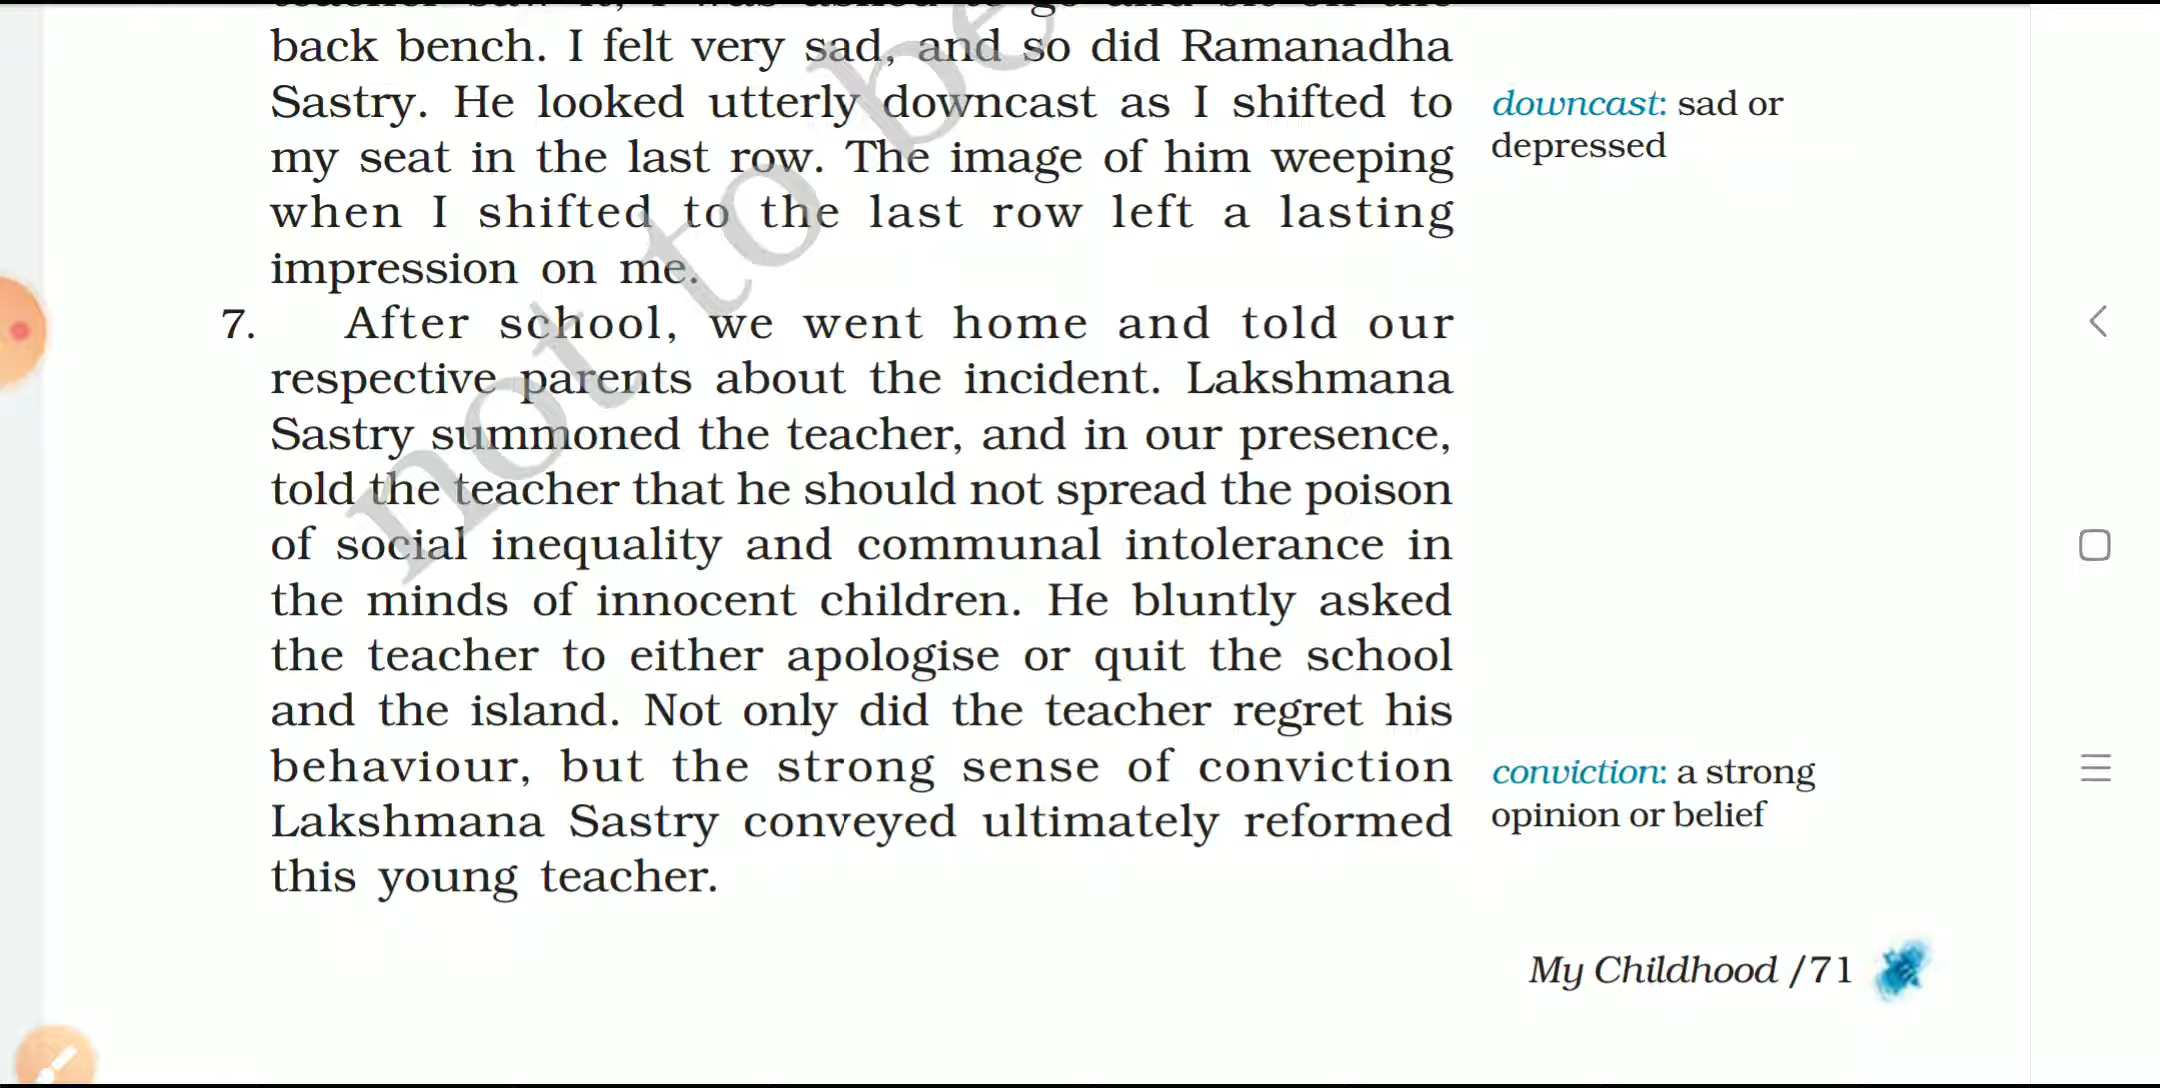 back bench. I felt very sad, and so did Ramanadha
Sastry. He looked utterly downcast as I shifted to
my seat in the last row. The image of him weeping
when I shifted to the last row left a lasting
impression on me.
downcast: sad or
depressed
7. After school, we went home and told our
respective parents about the incident. Lakshmana
Sastry summoned the teacher, and in our presence,
told the teacher that he should not spread the poison
of social inequality and communal intolerance in
the minds of innocent children. He bluntly asked
the teacher to either apologise or quit the school
and the island. Not only did the teacher regret his
behaviour, but the strong sense of conviction
Lakshmana Sastry conveyed ultimately reformed
this young teacher.
conviction: a strong
opinion or belief
My Childhood /71
not to be